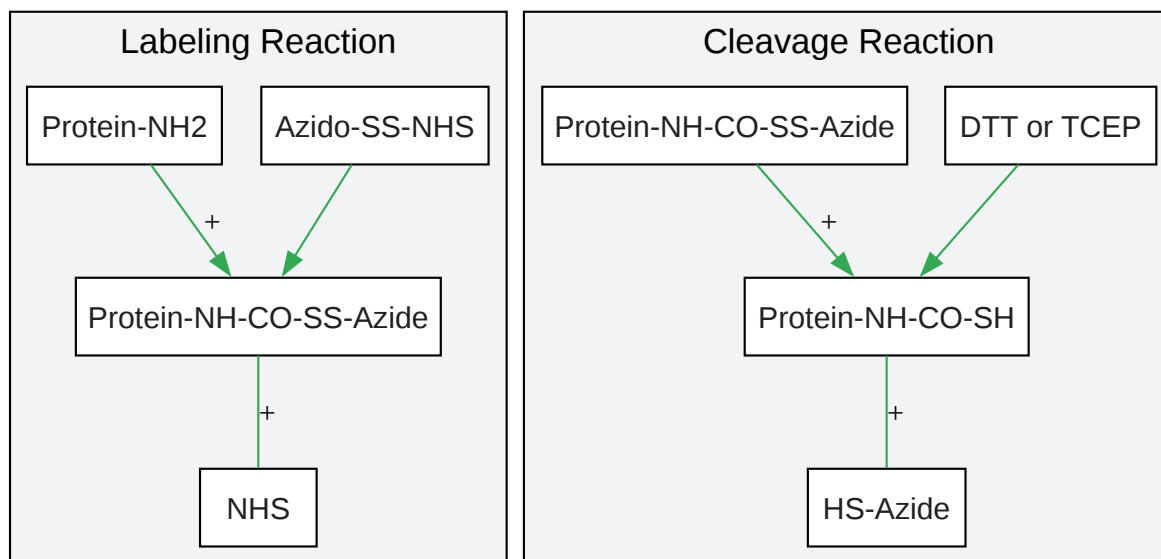 Labeling Reaction
Protein-NH2
Azido-SS-NHS
+
Protein-NH-CO-SS-Azide
+
NHS
Cleavage Reaction
Protein-NH-CO-SS-Azide
DTT or TCEP
+
Protein-NH-CO-SH
+
HS-Azide